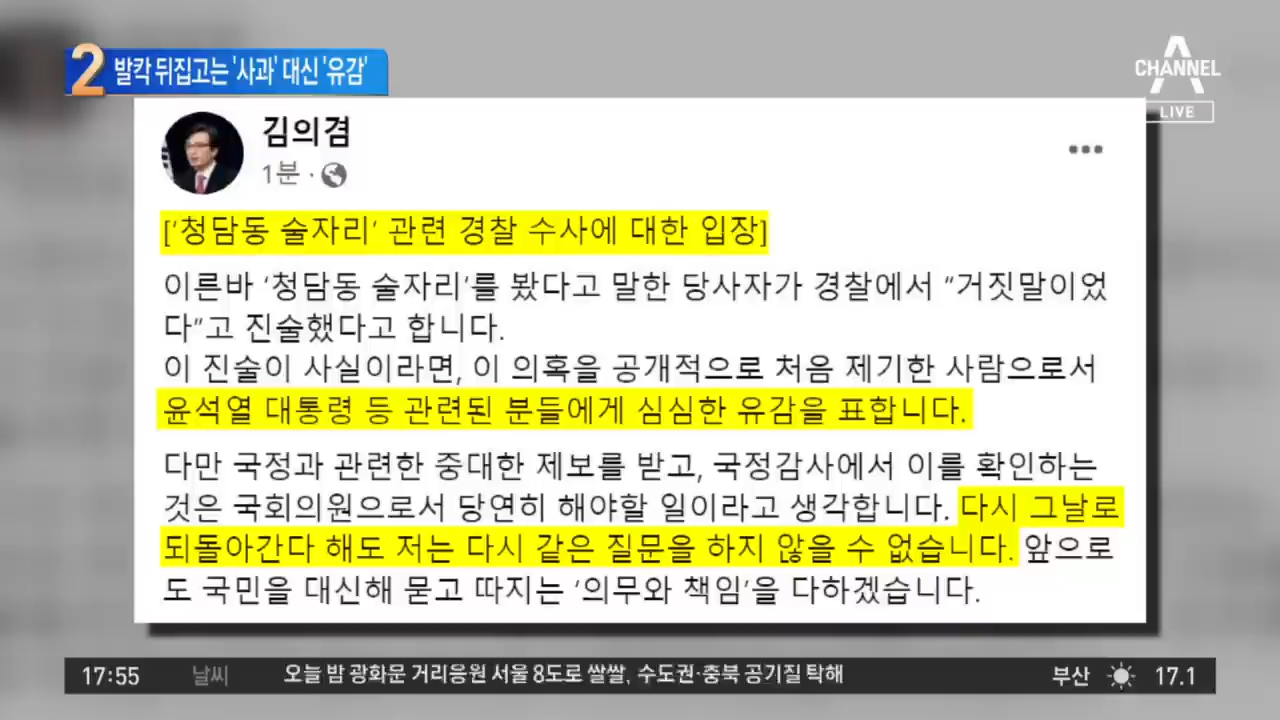 2 발칵 뒤집고는 '사과' 대신 '유감'
CHANNEL A
LIVE
김의겸
1분 ·
['청담동 술자리' 관련 경찰 수사에 대한 입장]
이른바 '청담동 술자리'를 봤다고 말한 당사자가 경찰에서 "거짓말이었
다"고 진술했다고 합니다.
이 진술이 사실이라면, 이 의혹을 공개적으로 처음 제기한 사람으로서
윤석열 대통령 등 관련된 분들에게 심심한 유감을 표합니다.
다만 국정과 관련한 중대한 제보를 받고, 국정감사에서 이를 확인하는
것은 국회의원으로서 당연히 해야할 일이라고 생각합니다. 다시 그날로
되돌아간다 해도 저는 다시 같은 질문을 하지 않을 수 없습니다. 앞으로
도 국민을 대신해 묻고 따지는 '의무와 책임'을 다하겠습니다.
17:55 날씨 오늘 밤 광화문 거리응원 서울 8도로 쌀쌀, 수도권·충북 공기질 탁해 부산 17.1